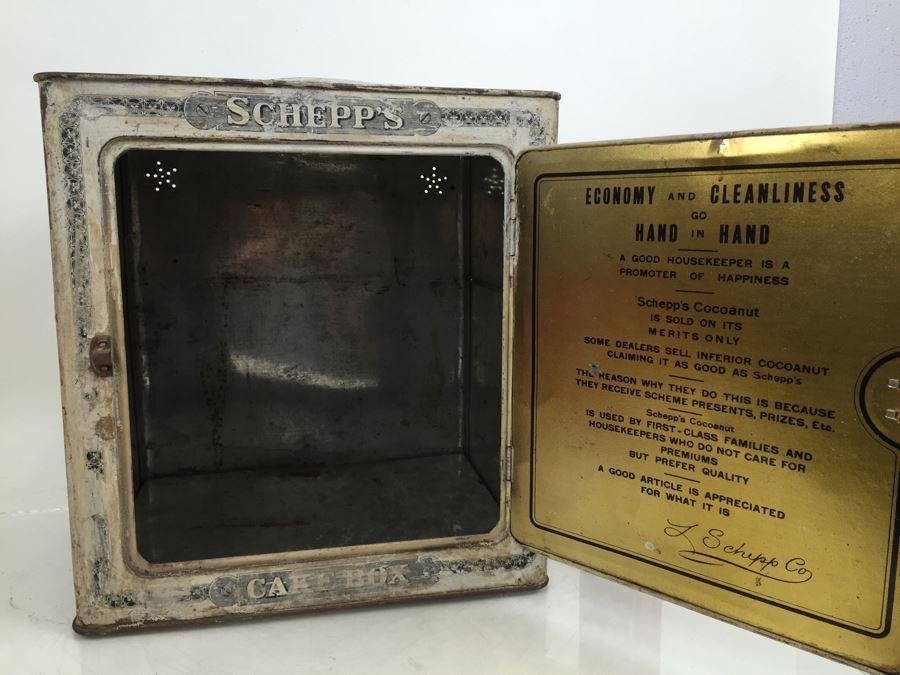 SCHEPP'S
CAKE BOX
ECONOMY AND CLEANLINESS
GO
HAND IN HAND
A GOOD HOUSEKEEPER IS A
PROMOTER OF HAPPINESS
Schepp's Cocoanut
IS SOLD ON ITS
MERITS ONLY
SOME DEALERS SELL INFERIOR COCOANUT
CLAIMING IT AS GOOD AS Schepp's
THE REASON WHY THEY DO THIS IS BECAUSE
THEY RECEIVE SCHEME PRESENTS, PRIZES, Etc.
Schepp's Cocoanut
IS USED BY FIRST-CLASS FAMILIES AND
HOUSEKEEPERS WHO DO NOT CARE FOR
PREMIUMS
BUT PREFER QUALITY
A GOOD ARTICLE IS APPRECIATED
FOR WHAT IT IS
L Schepp Co